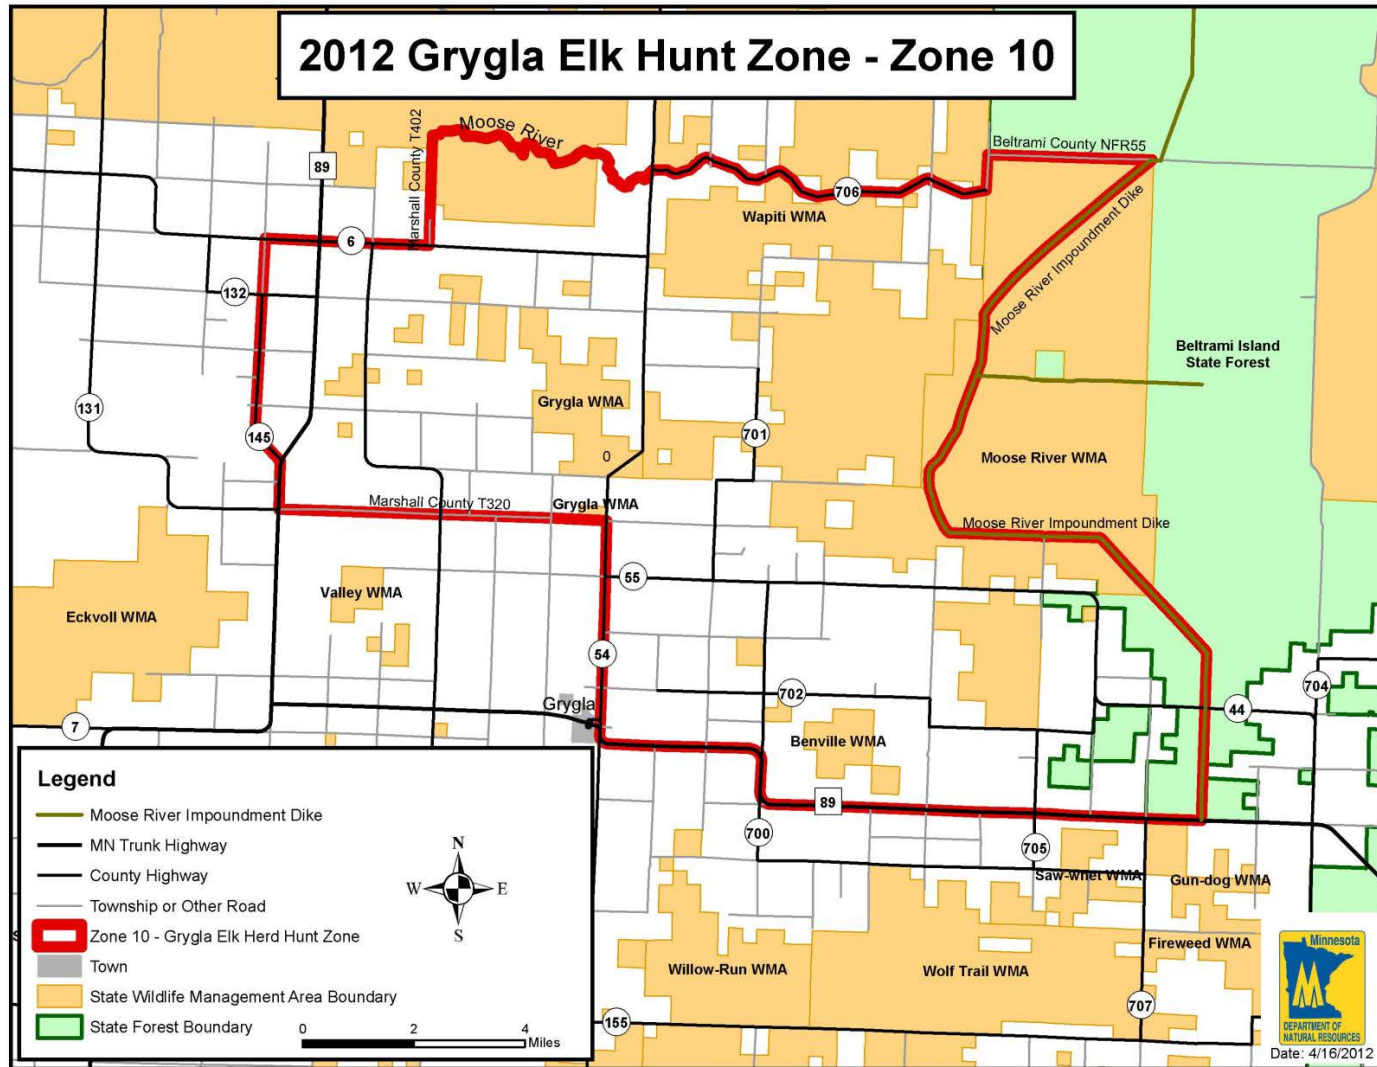 2012 Grygla Elk Hunt Zone - Zone 10
Moose River
Marshall County T402
Beltrami County NFR55
89
706
Wapiti WMA
6
Moose River Impoundment Dike
132
Beltrami Island
State Forest
131
Grygla WMA
701
145
0
Moose River WMA
Marshall County T320
Grygla WMA
Moose River Impoundment Dike
55
Valley WMA
Eckvoll WMA
54
702
704
Grygla
44
7
Benville WMA
89
700
705
Saw-whet WMA
Gun-dog WMA
Willow-Run WMA
Wolf Trail WMA
Fireweed WMA
707
155
Legend
Moose River Impoundment Dike
MN Trunk Highway
County Highway
Township or Other Road
Zone 10 - Grygla Elk Herd Hunt Zone
Town
State Wildlife Management Area Boundary
State Forest Boundary
N
W
E
S
0
2
4
Miles
Minnesota
DEPARTMENT OF
NATURAL RESOURCES
Date: 4/16/2012